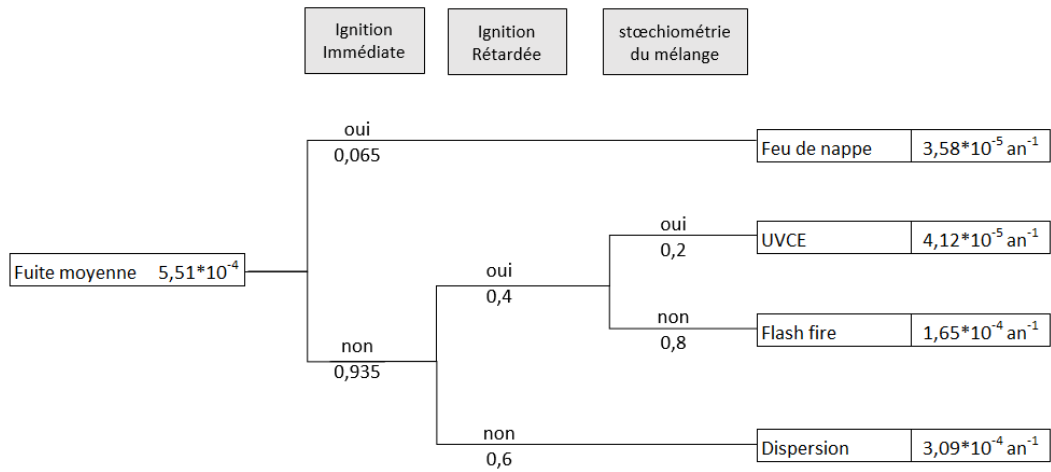 Ignition
Immédiate
Ignition
Rétardée
stœchiométrie
du mélange
oui
0,065
Feu de nappe 3,58*10⁻⁵ an⁻¹
oui
0,2
UVCE 4,12*10⁻⁵ an⁻¹
Fuite moyenne 5,51*10⁻⁴
oui
0,4
non
0,8
Flash fire 1,65*10⁻⁴ an⁻¹
non
0,935
non
0,6
Dispersion 3,09*10⁻⁴ an⁻¹